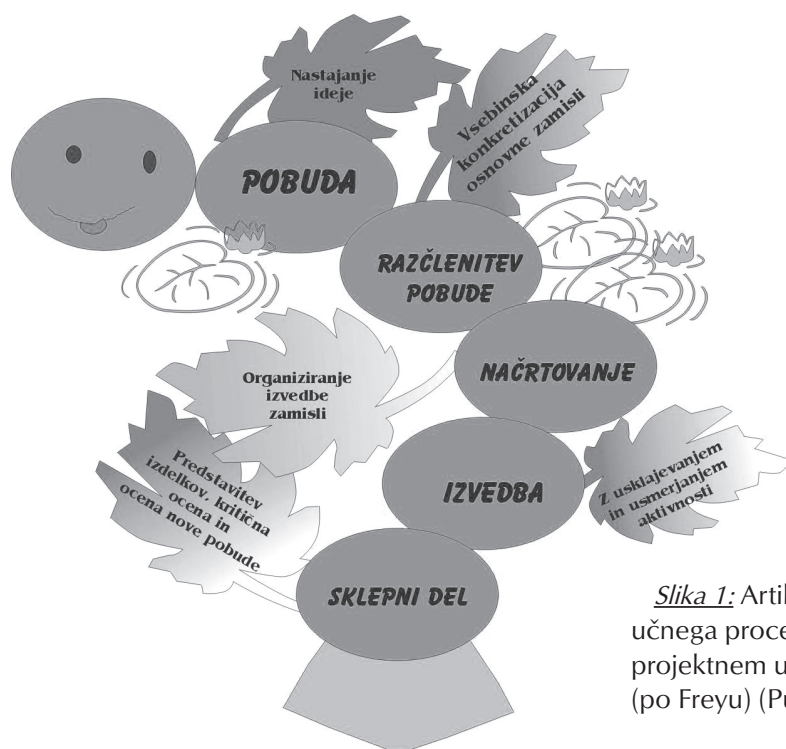 Nastajanje
ideje
POBUDA
Vsebinska
konkretizacija
osnovne zamisli
RAZČLENITEV
POBUDE
NAČRTOVANJE
Organiziranje
izvedbe
zamisli
IZVEDBA
Z usklajevanjem
in usmerjanjem
aktivnosti
Predstavitev
izdelkov, kritična
ocena in
ocena nove pobude
SKLEPNI DEL
Slika 1:
učnega
projektnem
(po Freyu)